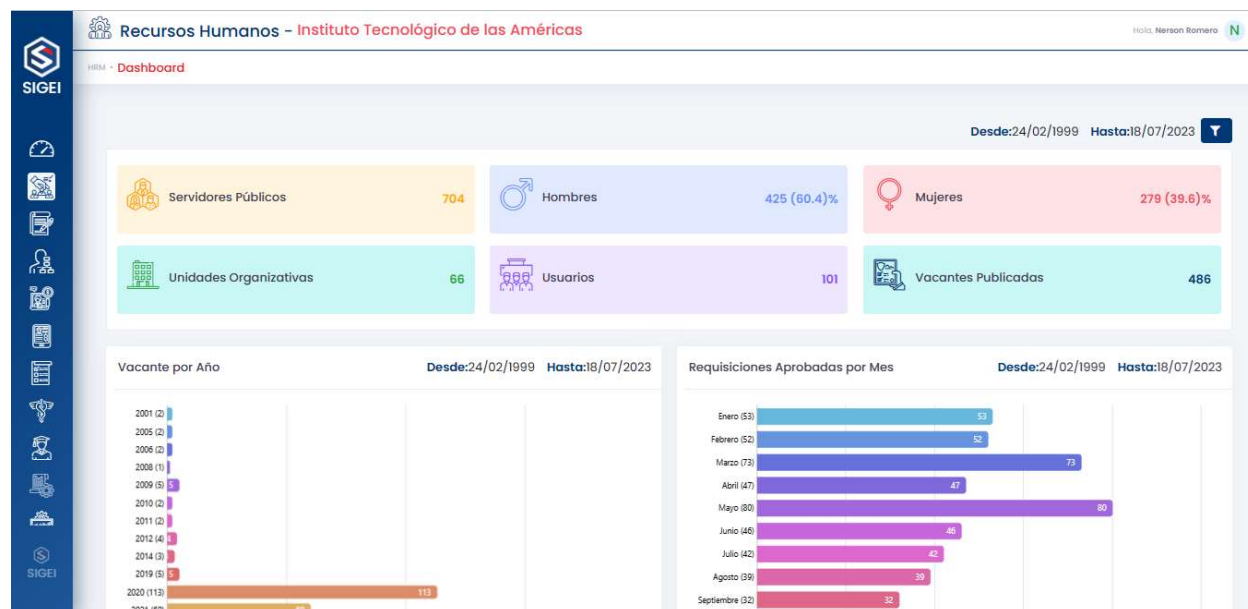 Recursos Humanos - Instituto Tecnológico de las Américas
Hola, Nerson Romero N
SIGEI
HRM - Dashboard
Desde:24/02/1999 Hasta:18/07/2023
Servidores Públicos 704
Hombres 425 (60.4)%
Mujeres 279 (39.6)%
Unidades Organizativas 66
Usuarios 101
Vacantes Publicadas 486
Vacante por Año Desde:24/02/1999 Hasta:18/07/2023
2001 (2)
2005 (2)
2006 (2)
2008 (1)
2009 (5) 5
2010 (2)
2011 (2)
2012 (4) 4
2014 (3)
2019 (5) 5
2020 (113) 113
Requisiciones Aprobadas por Mes Desde:24/02/1999 Hasta:18/07/2023
Enero (53) 53
Febrero (52) 52
Marzo (73) 73
Abril (47) 47
Mayo (80) 80
Junio (46) 46
Julio (42) 42
Agosto (39) 39
Septiembre (32) 32
SIGEI